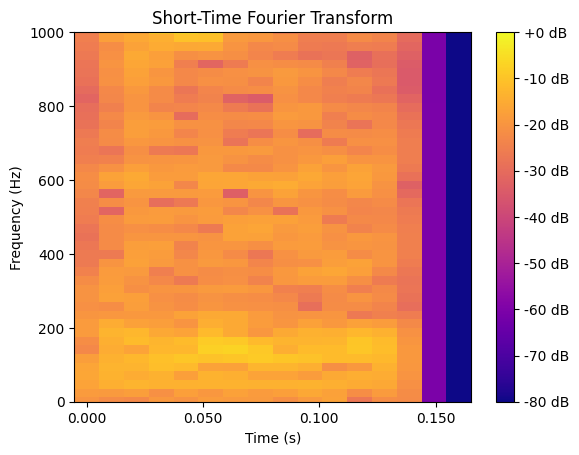 Short-Time Fourier Transform
1000
800
600
400
200
0
Frequency (Hz)
0.000
0.050
0.100
0.150
Time (s)
+0 dB
-10 dB
-20 dB
-30 dB
-40 dB
-50 dB
-60 dB
-70 dB
-80 dB